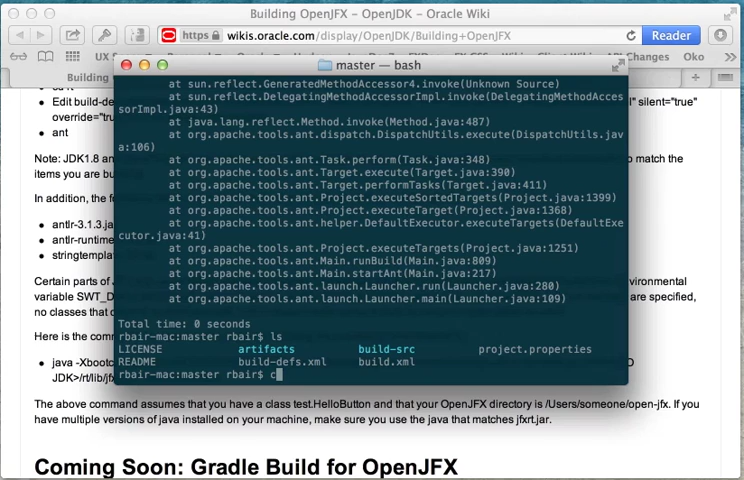 Building OpenJFX – OpenJDK – Oracle Wiki
https wikis.oracle.com/display/OpenJDK/Building+OpenJFX Reader
UX
API Changes Oko
master — bash
Building
at sun.reflect.GeneratedMethodAccessor4.invoke(Unknown Source)
at sun.reflect.DelegatingMethodAccessorImpl.invoke(DelegatingMethodAcces
sorImpl.java:43)
at java.lang.reflect.Method.invoke(Method.java:487)
at org.apache.tools.ant.dispatch.DispatchUtils.execute(DispatchUtils.jav
a:106)
at org.apache.tools.ant.Task.perform(Task.java:348)
at org.apache.tools.ant.Target.execute(Target.java:390)
at org.apache.tools.ant.Target.performTasks(Target.java:411)
at org.apache.tools.ant.Project.executeSortedTargets(Project.java:1399)
at org.apache.tools.ant.Project.executeTarget(Project.java:1368)
at org.apache.tools.ant.helper.DefaultExecutor.executeTargets(DefaultExe
cutor.java:41)
at org.apache.tools.ant.Project.executeTargets(Project.java:1251)
at org.apache.tools.ant.Main.runBuild(Main.java:809)
at org.apache.tools.ant.Main.startAnt(Main.java:217)
at org.apache.tools.ant.launch.Launcher.run(Launcher.java:280)
at org.apache.tools.ant.launch.Launcher.main(Launcher.java:109)
Total time: 0 seconds
rbair-mac:master rbair$ ls
LICENSE artifacts build-src project.properties
README build-defs.xml build.xml
rbair-mac:master rbair$ c
• Edit build-de
silent="true"
override="tru
• ant
Note: JDK1.8 an
to match the
items you are bu
In addition, the fo
• antlr-3.1.3.ja
• antlr-runtim
• stringtempl
Certain parts of J
vironmental
variable SWT_D
are specified,
no classes that d
Here is the comm
• java -Xbootc
D
JDK>/rt/lib/jfx
The above command assumes that you have a class test.HelloButton and that your OpenJFX directory is /Users/someone/open-jfx. If you
have multiple versions of java installed on your machine, make sure you use the java that matches jfxrt.jar.
Coming Soon: Gradle Build for OpenJFX